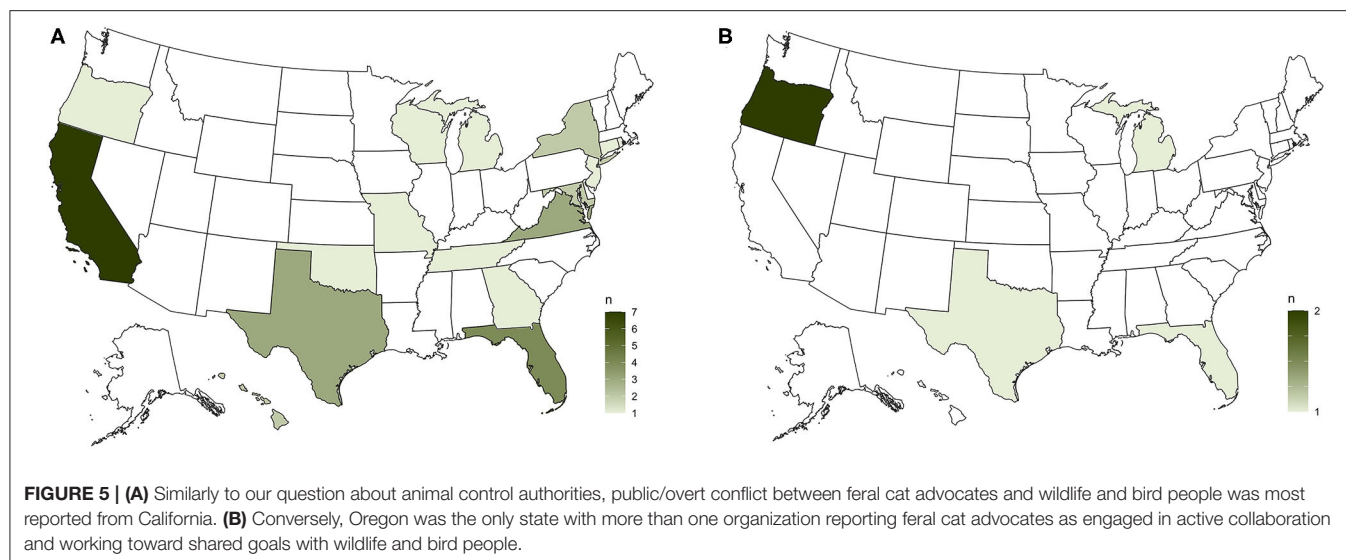 A
B
n
7
6
5
4
3
2
1
n
2
1
FIGURE 5 | (A) Similarly to our question about animal control authorities, public/overt conflict between feral cat advocates and wildlife and bird people was most
reported from California. (B) Conversely, Oregon was the only state with more than one organization reporting feral cat advocates as engaged in active collaboration
and working toward shared goals with wildlife and bird people.